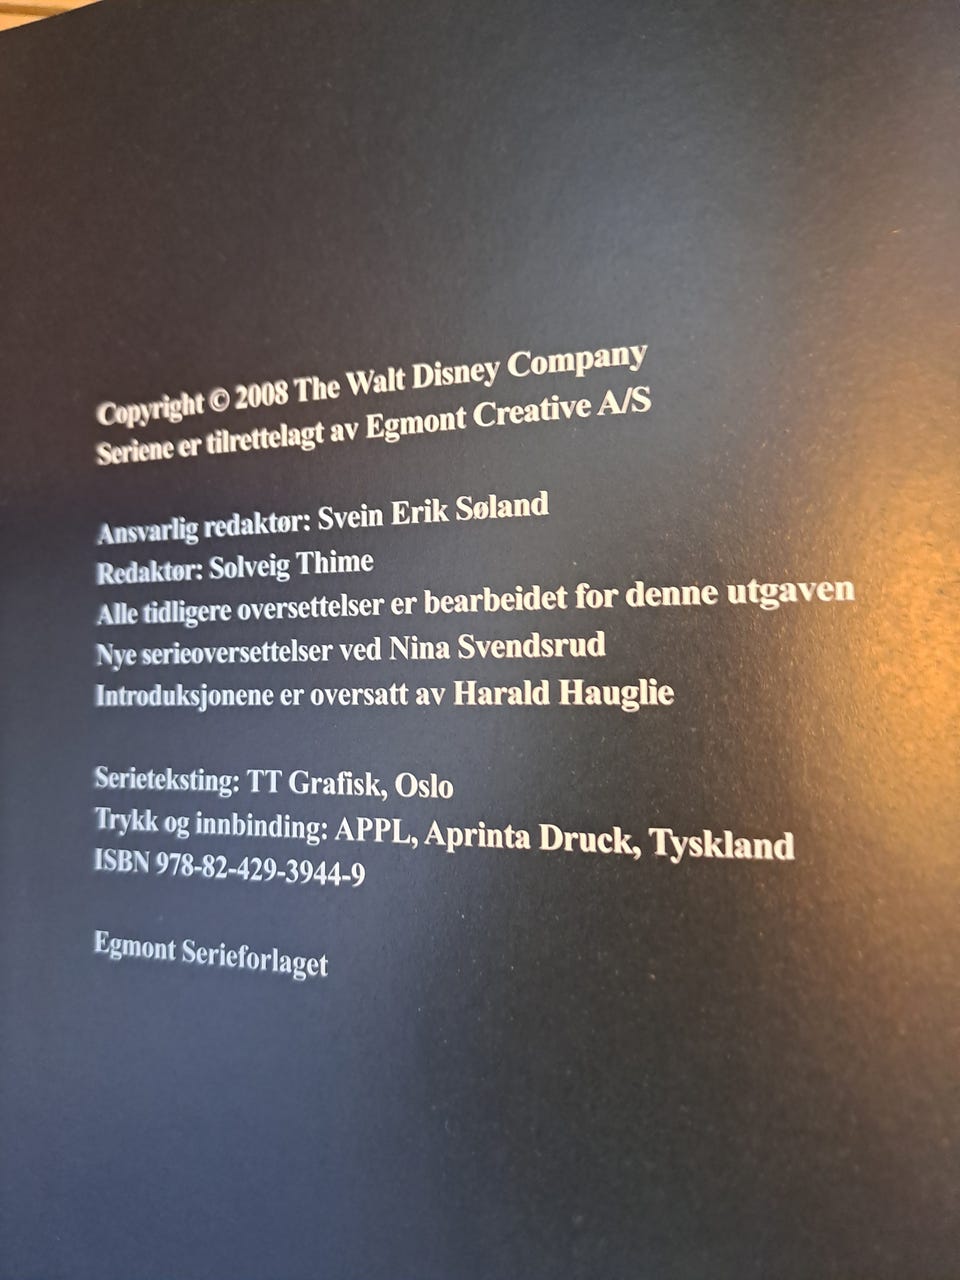 Copyright © 2008 The Walt Disney Company
Seriene er tilrettelagt av Egmont Creative A/S
Ansvarlig redaktør: Svein Erik Søland
Redaktør: Solveig Thime
Alle tidligere oversettelser er bearbeidet for denne utgaven
Nye serieoversettelser ved Nina Svendsrud
Introduksjonene er oversatt av Harald Hauglie
Serieteksting: TT Grafisk, Oslo
Trykk og innbinding: APPL, Aprinta Druck, Tyskland
ISBN 978-82-429-3944-9
Egmont Serieforlaget